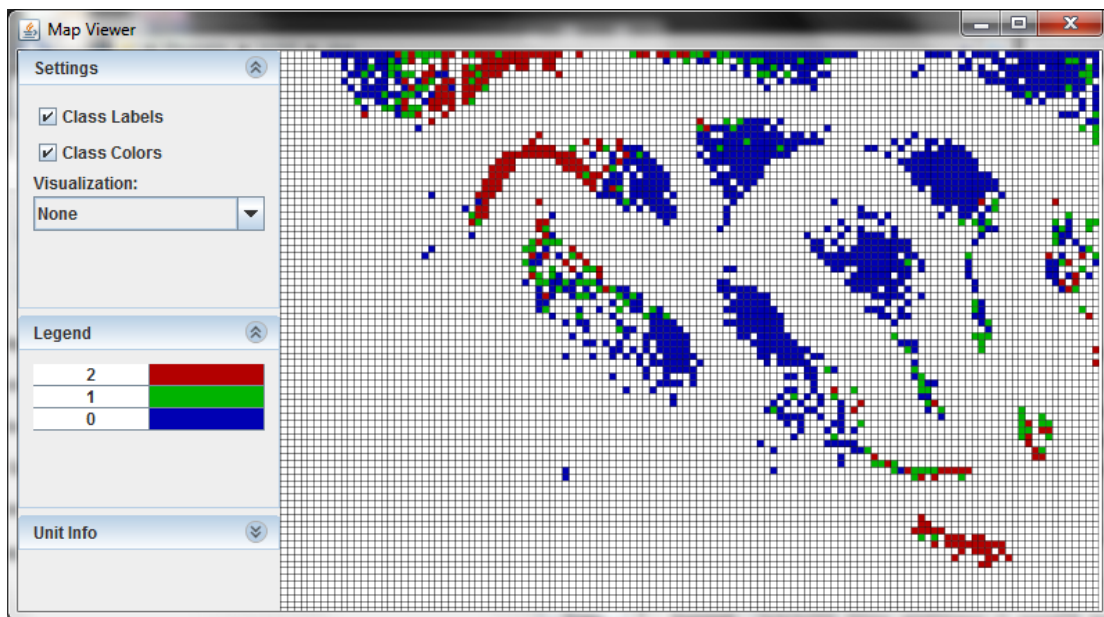 Map Viewer
Settings
Class Labels
Class Colors
Visualization:
None
Legend
2
1
0
Unit Info